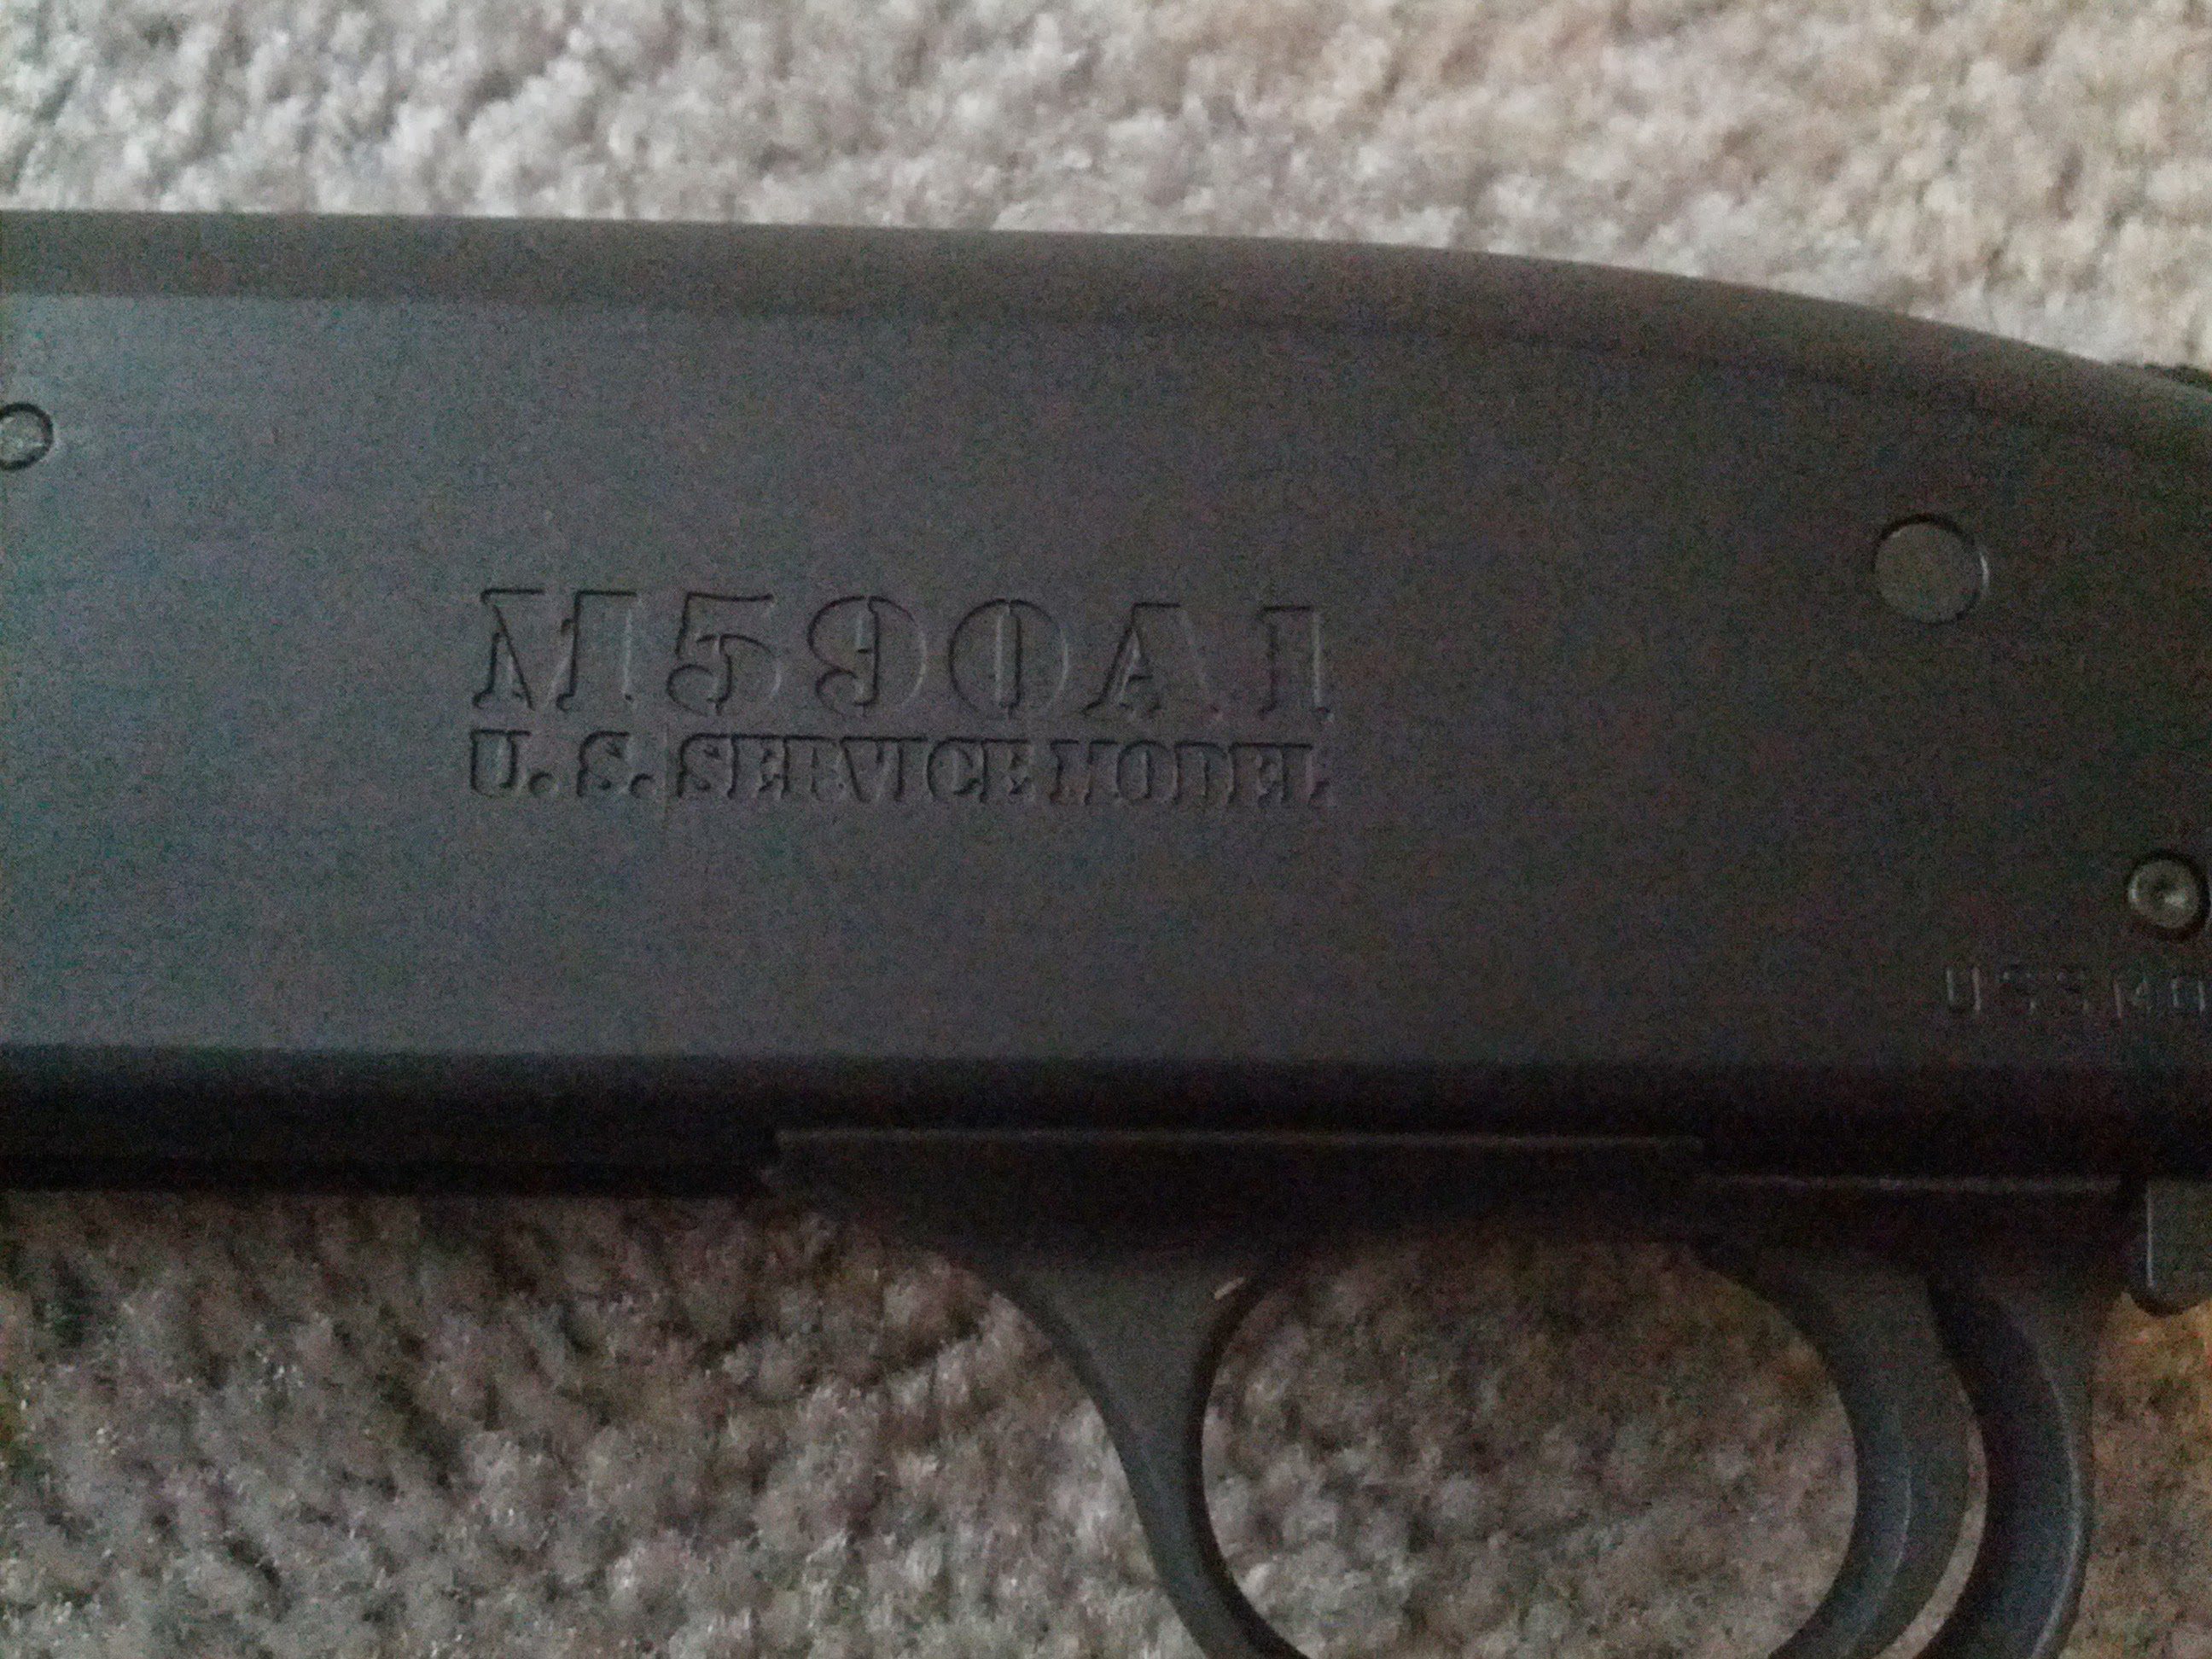 M590A1
U.S. SERVICE MODEL